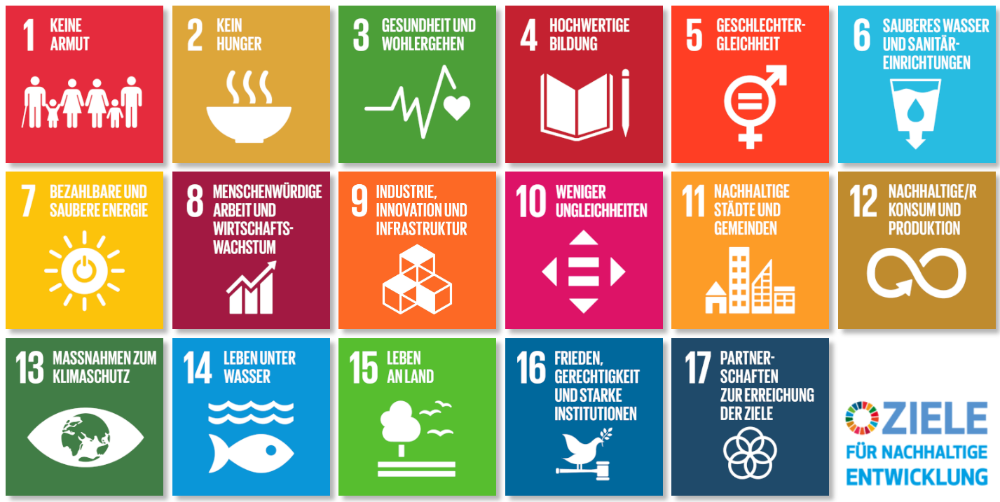 1 KEINE
ARMUT
2 KEIN
HUNGER
3 GESUNDHEIT UND
WOHLERGEHEN
4 HOCHWERTIGE
BILDUNG
5 GESCHLECHTER-
GLEICHHEIT
6 SAUBERES WASSER
UND SANITÄR-
EINRICHTUNGEN
7 BEZAHLBARE UND
SAUBERE ENERGIE
8 MENSCHENWÜRDIGE
ARBEIT UND
WIRTSCHAFTS-
WACHSTUM
9 INDUSTRIE,
INNOVATION UND
INFRASTRUKTUR
10 WENIGER
UNGLEICHHEITEN
11 NACHHALTIGE
STÄDTE UND
GEMEINDEN
12 NACHHALTIGE/R
KONSUM UND
PRODUKTION
13 MASSNAHMEN ZUM
KLIMASCHUTZ
14 LEBEN UNTER
WASSER
15 LEBEN
AN LAND
16 FRIEDEN,
GERECHTIGKEIT
UND STARKE
INSTITUTIONEN
17 PARTNER-
SCHAFTEN
ZUR ERREICHUNG
DER ZIELE
ZIELE
FÜR NACHHALTIGE
ENTWICKLUNG